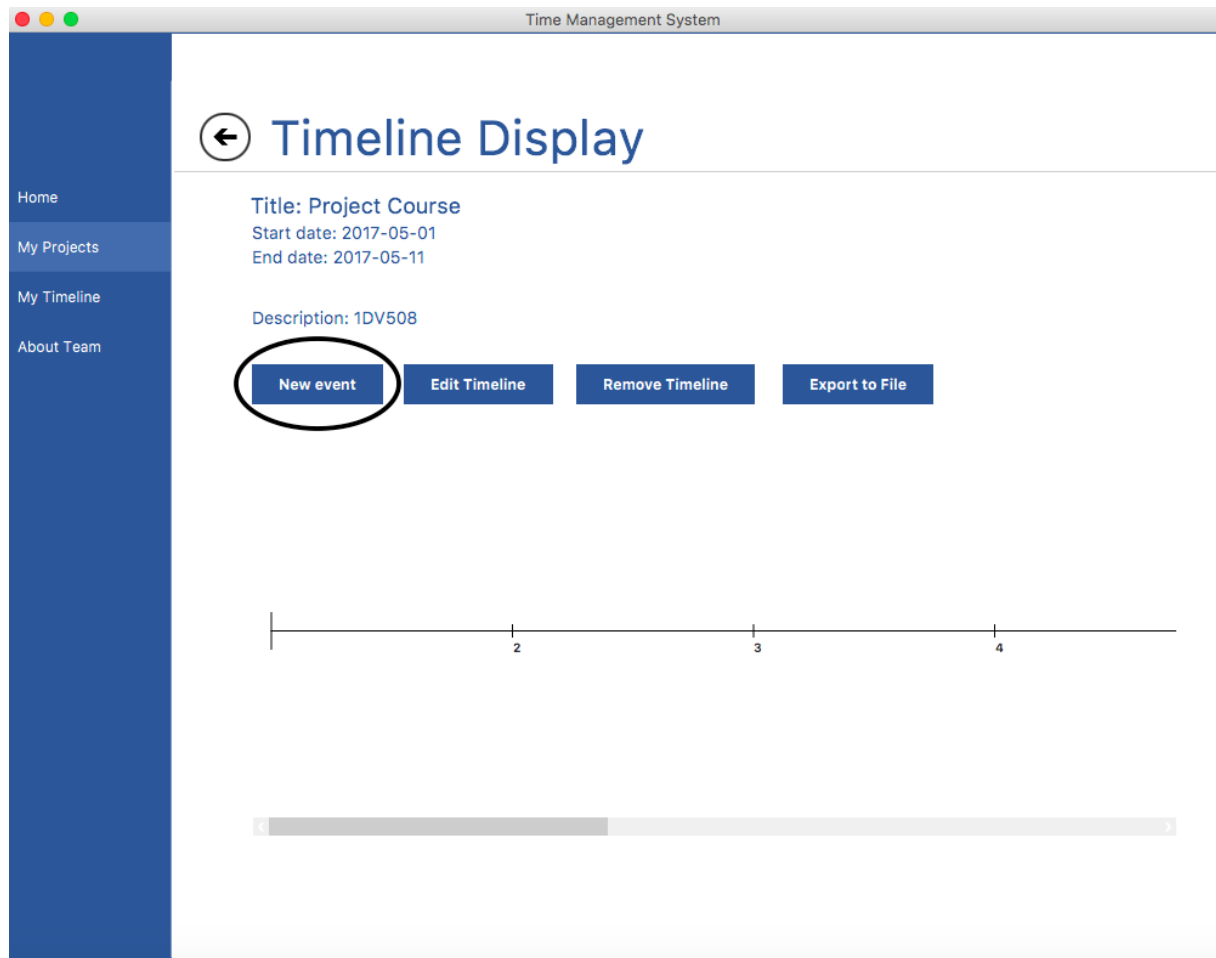 Time Management System
Timeline Display
Home
My Projects
My Timeline
About Team
Title: Project Course
Start date: 2017-05-01
End date: 2017-05-11
Description: 1DV508
New event Edit Timeline Remove Timeline Export to File
2 3 4